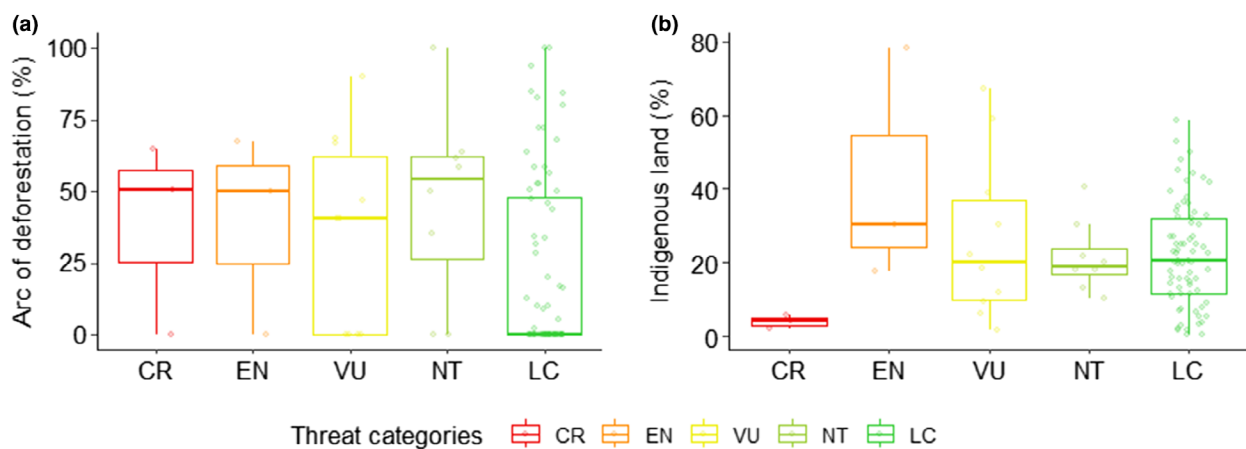 (a)
Arc of deforestation (%)
100
75
50
25
0
CR EN VU NT LC
(b)
Indigenous land (%)
80
60
40
20
0
CR EN VU NT LC
Threat categories CR EN VU NT LC